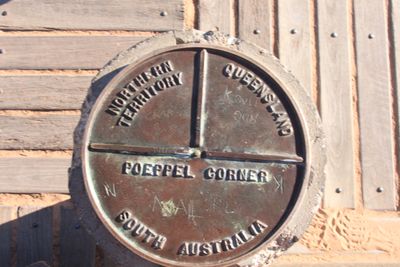 NORTHERN
TERRITORY
QUEENSLAND
POEPPEL CORNER
SOUTH AUSTRALIA